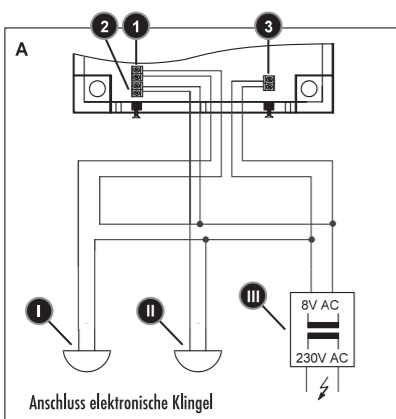 2 1 3
A
I II III
8V AC
230V AC
Anschluss elektronische Klingel